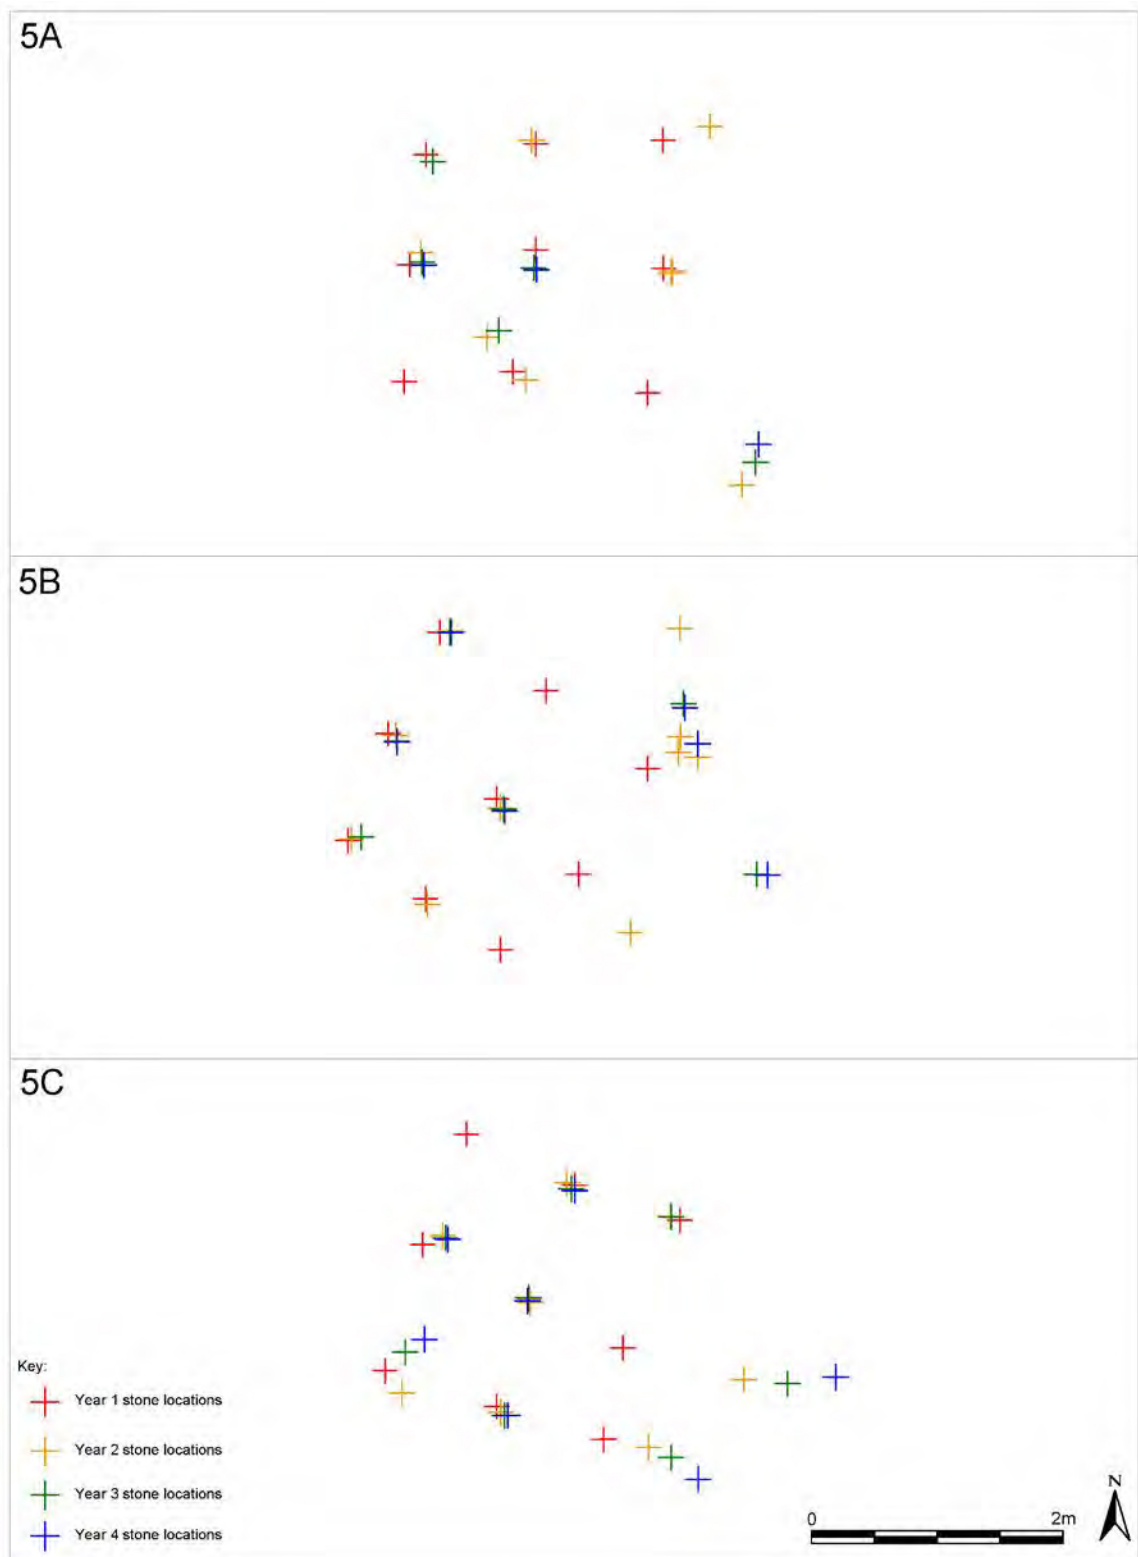 5A
5B
5C
Key:
Year 1 stone locations
Year 2 stone locations
Year 3 stone locations
Year 4 stone locations
0 2m
N